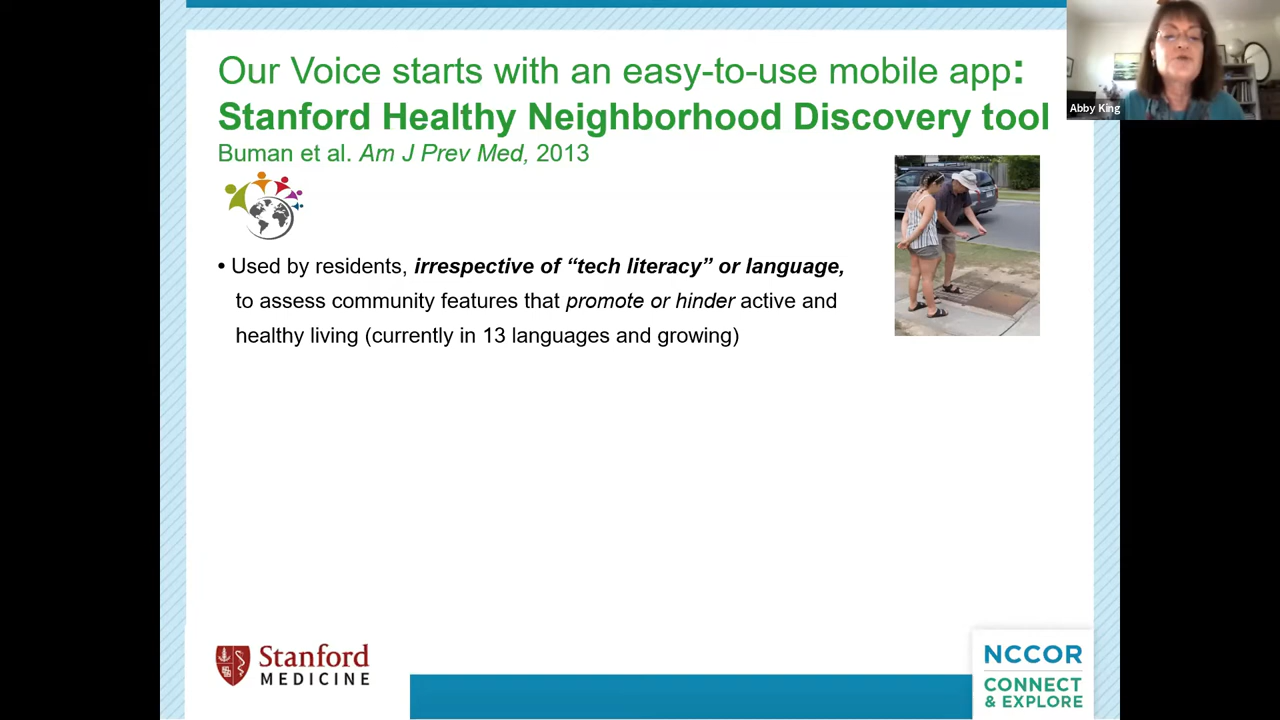 Our Voice starts with an easy-to-use mobile app:
Stanford Healthy Neighborhood Discovery tool
Buman et al. Am J Prev Med, 2013
• Used by residents, irrespective of “tech literacy” or language,
to assess community features that promote or hinder active and
healthy living (currently in 13 languages and growing)
Abby King
Stanford
MEDICINE
NCCOR
CONNECT
& EXPLORE